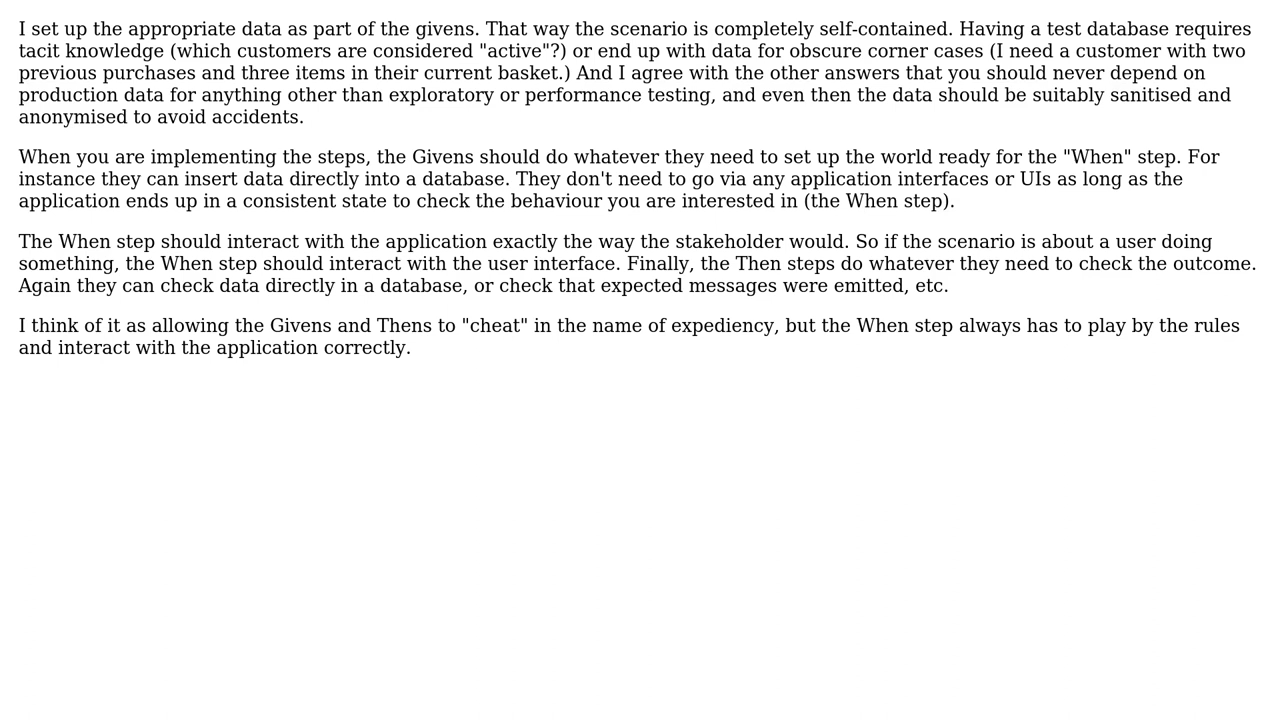 I set up the appropriate data as part of the givens. That way the scenario is completely self-contained. Having a test database requires
tacit knowledge (which customers are considered "active"?) or end up with data for obscure corner cases (I need a customer with two
previous purchases and three items in their current basket.) And I agree with the other answers that you should never depend on
production data for anything other than exploratory or performance testing, and even then the data should be suitably sanitised and
anonymised to avoid accidents.
When you are implementing the steps, the Givens should do whatever they need to set up the world ready for the "When" step. For
instance they can insert data directly into a database. They don't need to go via any application interfaces or UIs as long as the
application ends up in a consistent state to check the behaviour you are interested in (the When step).
The When step should interact with the application exactly the way the stakeholder would. So if the scenario is about a user doing
something, the When step should interact with the user interface. Finally, the Then steps do whatever they need to check the outcome.
Again they can check data directly in a database, or check that expected messages were emitted, etc.
I think of it as allowing the Givens and Thens to "cheat" in the name of expediency, but the When step always has to play by the rules
and interact with the application correctly.